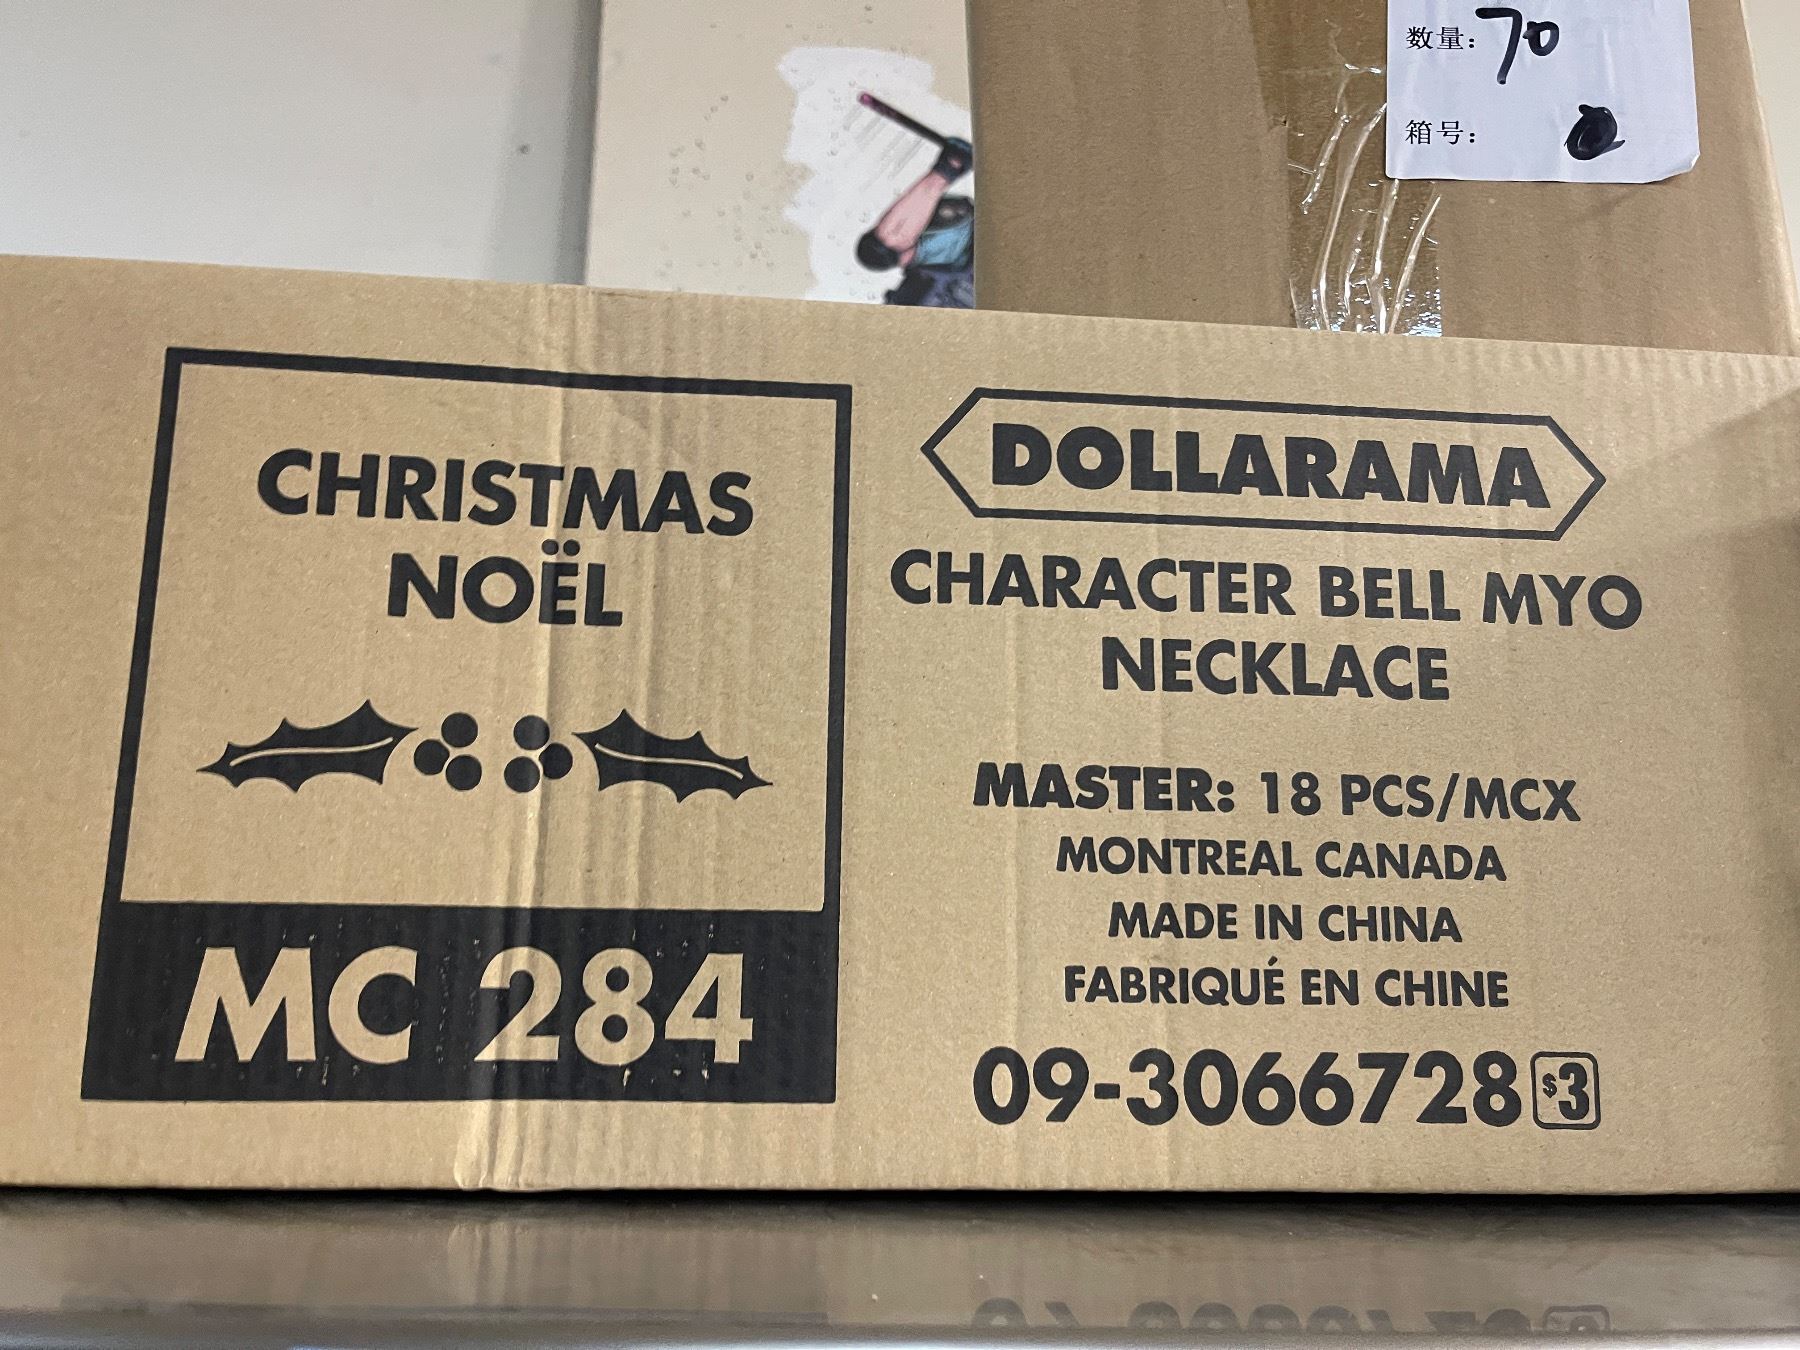 数量: 70
箱号:
CHRISTMAS
NOËL
MC 284
DOLLARAMA
CHARACTER BELL MYO
NECKLACE
MASTER: 18 PCS/MCX
MONTREAL CANADA
MADE IN CHINA
FABRIQUÉ EN CHINE
09-3066728 $3